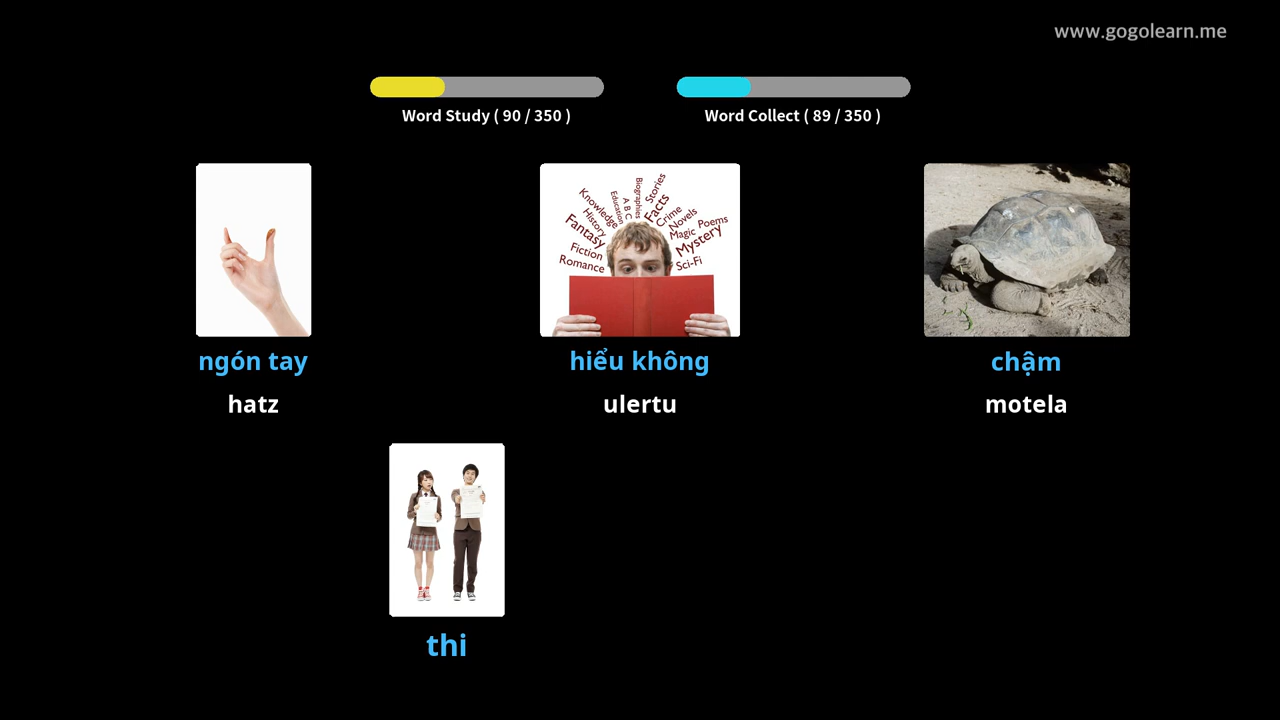 www.gogolearn.me
Word Study ( 90 / 350 )
Word Collect ( 89 / 350 )
Knowledge
History
Fantasy
Fiction
Romance
Education
A B C
Biographies
Stories
Facts
Crime
Novels
Magic
Poems
Mystery
Sci-Fi
ngón tay
hatz
hiểu không
ulertu
chậm
motela
thi